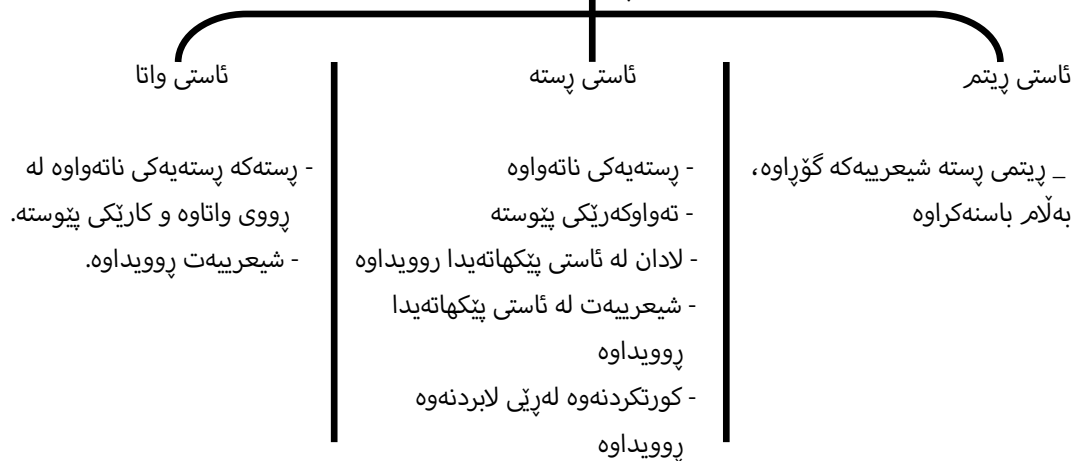 ئاستی ڕیتم
_ ڕیتمی ڕستە شیعرییەکە گۆڕاوە،
بەڵام باسنەکراوە
ئاستی ڕستە
- ڕستەیەکی ناتەواوە
- تەواوکەرێکی پێوستە
- لادان لە ئاستی پێکهاتەیدا روویداوە
- شیعرییەت لە ئاستی پێکهاتەیدا
ڕوویداوە
- کورتکردنەوە لەڕێی لابردنەوە
ڕوویداوە
ئاستی واتا
- ڕستەکە ڕستەیەکی ناتەواوە لە
ڕووی واتاوە و کارێکی پێوستە.
- شیعرییەت ڕوویداوە.